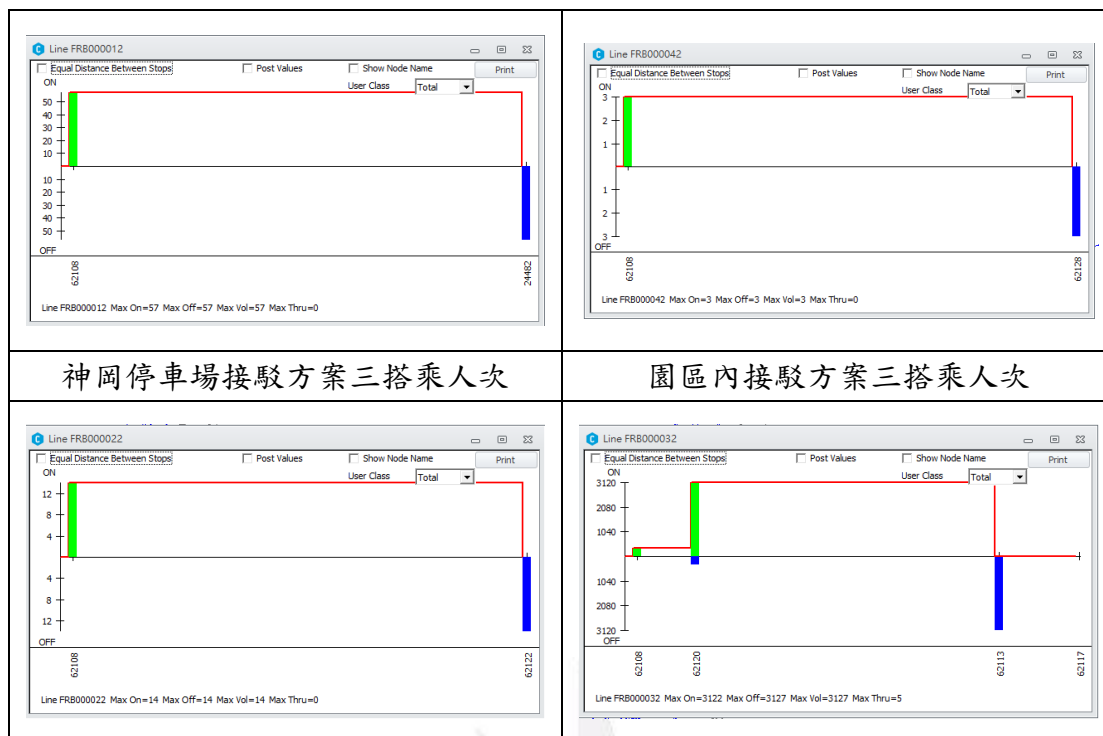 Line FRB000012
Equal Distance Between Stops
Post Values
Show Node Name
Print
ON
User Class
Total
50
40
30
20
10
10
20
30
40
50
OFF
62108
24482
Line FRB000012 Max On=57 Max Off=57 Max Vol=57 Max Thru=0
Line FRB000042
Equal Distance Between Stops
Post Values
Show Node Name
Print
ON
User Class
Total
3
2
1
1
2
3
OFF
62108
62128
Line FRB000042 Max On=3 Max Off=3 Max Vol=3 Max Thru=0
神岡停車場接駁方案三搭乘人次
園區內接駁方案三搭乘人次
Line FRB000022
Equal Distance Between Stops
Post Values
Show Node Name
Print
ON
User Class
Total
12
8
4
4
8
12
OFF
62108
62122
Line FRB000022 Max On=14 Max Off=14 Max Vol=14 Max Thru=0
Line FRB000032
Equal Distance Between Stops
Post Values
Show Node Name
Print
ON
User Class
Total
3120
2080
1040
1040
2080
3120
OFF
62108
62120
62113
62117
Line FRB000032 Max On=3122 Max Off=3127 Max Vol=3127 Max Thru=5